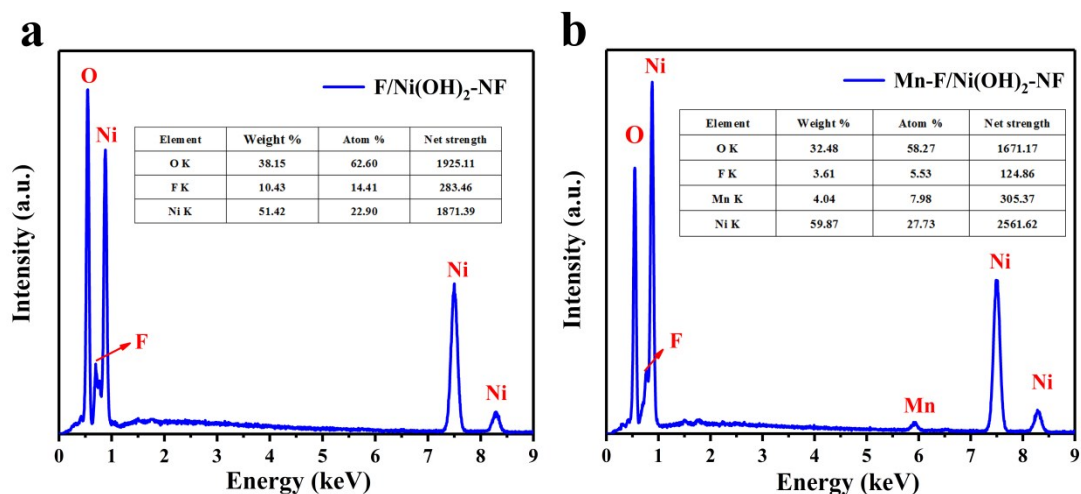 a
F/Ni(OH)2-NF
O
Ni
F
Ni
Ni
Element Weight % Atom % Net strength
O K 38.15 62.60 1925.11
F K 10.43 14.41 283.46
Ni K 51.42 22.90 1871.39
Intensity (a.u.)
0 1 2 3 4 5 6 7 8 9
Energy (keV)
b
Mn-F/Ni(OH)2-NF
Ni
O
F
Mn
Ni
Ni
Element Weight % Atom % Net strength
O K 32.48 58.27 1671.17
F K 3.61 5.53 124.86
Mn K 4.04 7.98 305.37
Ni K 59.87 27.73 2561.62
Intensity (a.u.)
0 1 2 3 4 5 6 7 8 9
Energy (keV)